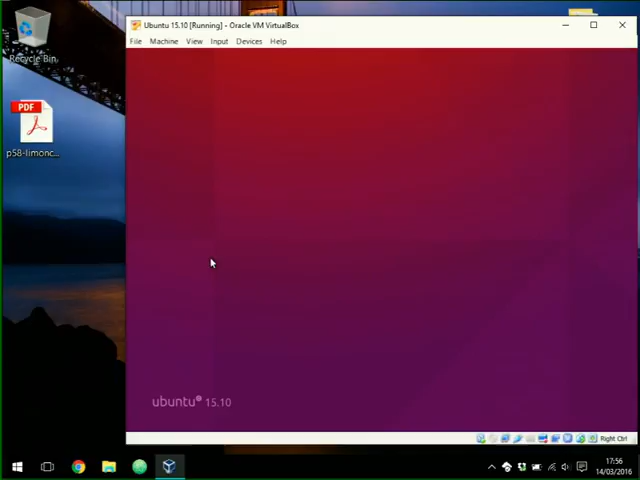 Ubuntu 15.10 [Running] - Oracle VM VirtualBox
File Machine View Input Devices Help
Recycle Bin
PDF
p58-limonc...
ubuntu® 15.10
Right Ctrl
17:56
14/03/2016